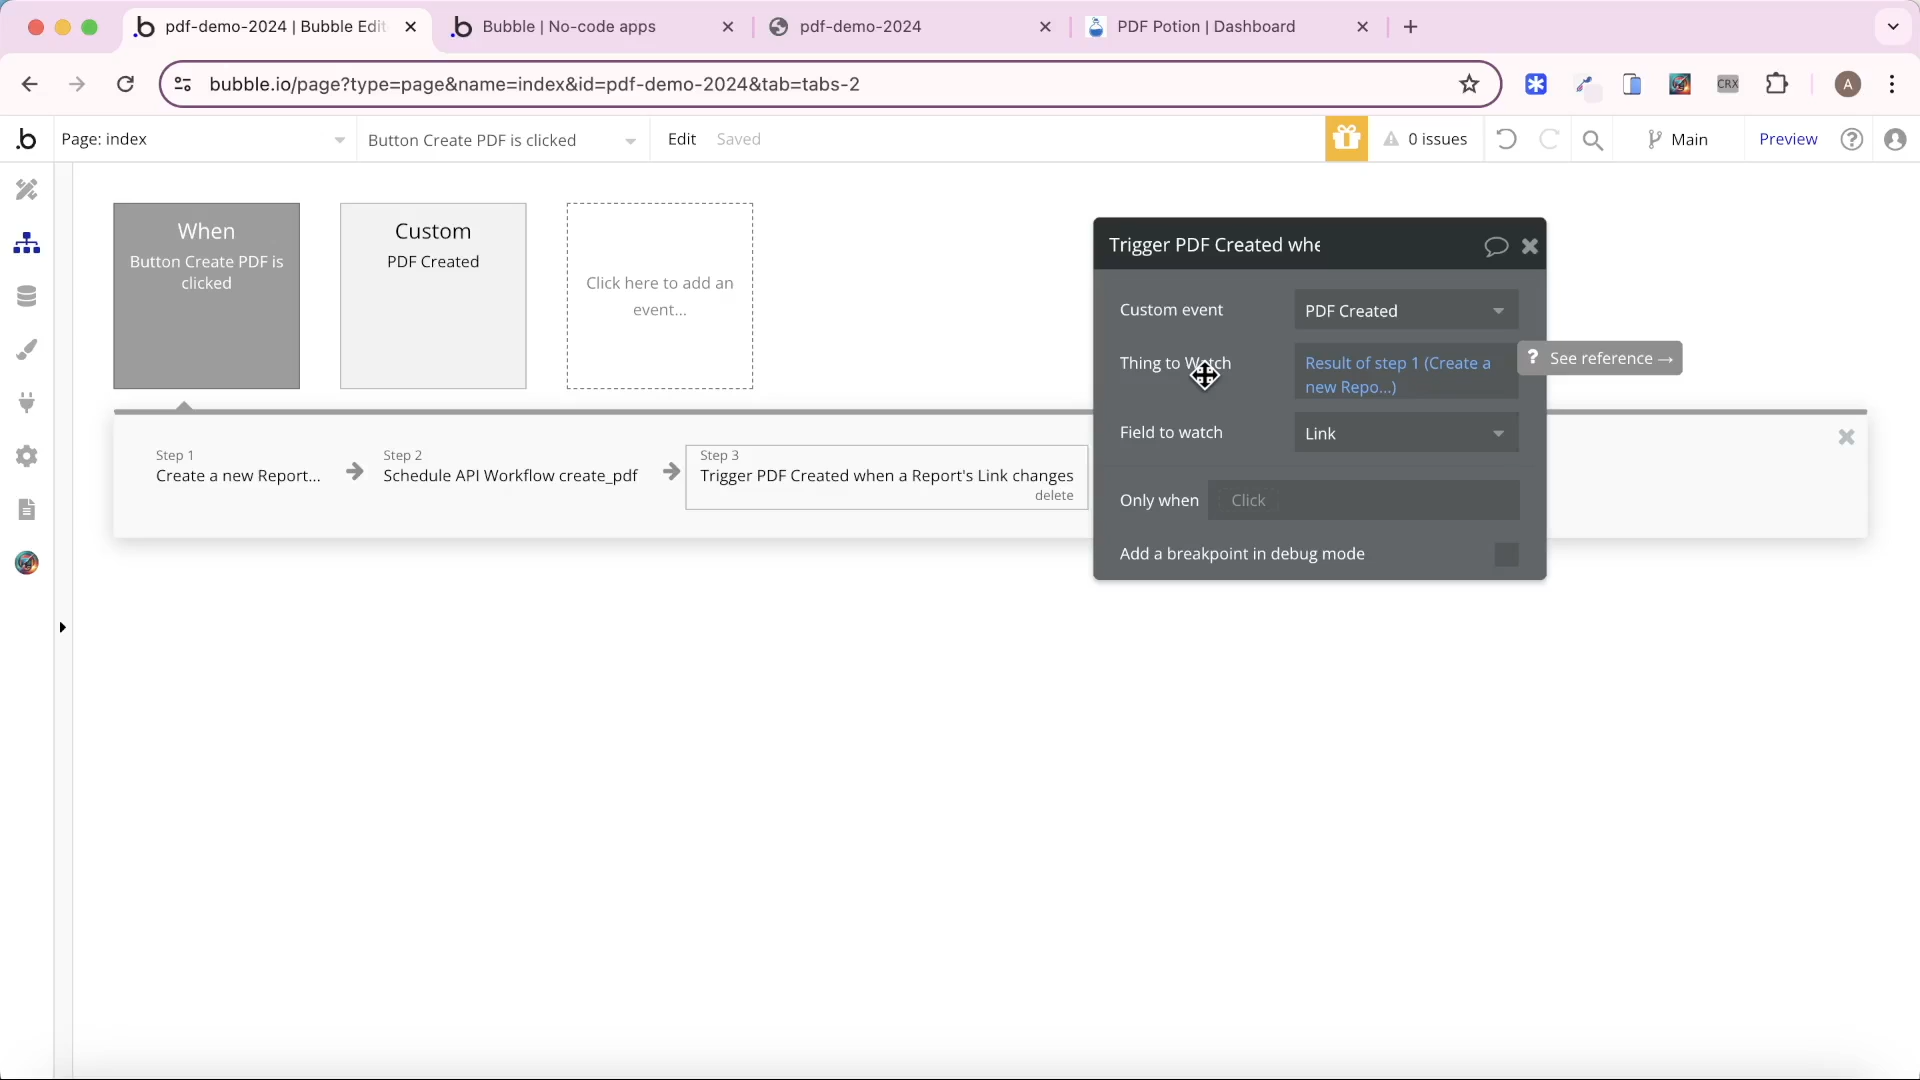 pdf-demo-2024 | Bubble Edit
Bubble | No-code apps
pdf-demo-2024
PDF Potion | Dashboard
bubble.io/page?type=page&name=index&id=pdf-demo-2024&tab=tabs-2
CRX
A
b
Page: index
Button Create PDF is clicked
Edit
Saved
0 issues
Main
Preview
When
Button Create PDF is
clicked
Custom
PDF Created
Click here to add an
event...
Trigger PDF Created whe
Custom event
PDF Created
Thing to Watch
Result of step 1 (Create a
new Repo...)
? See reference →
Field to watch
Link
Only when
Click
Add a breakpoint in debug mode
Step 1
Create a new Report...
Step 2
Schedule API Workflow create_pdf
Step 3
Trigger PDF Created when a Report's Link changes
delete